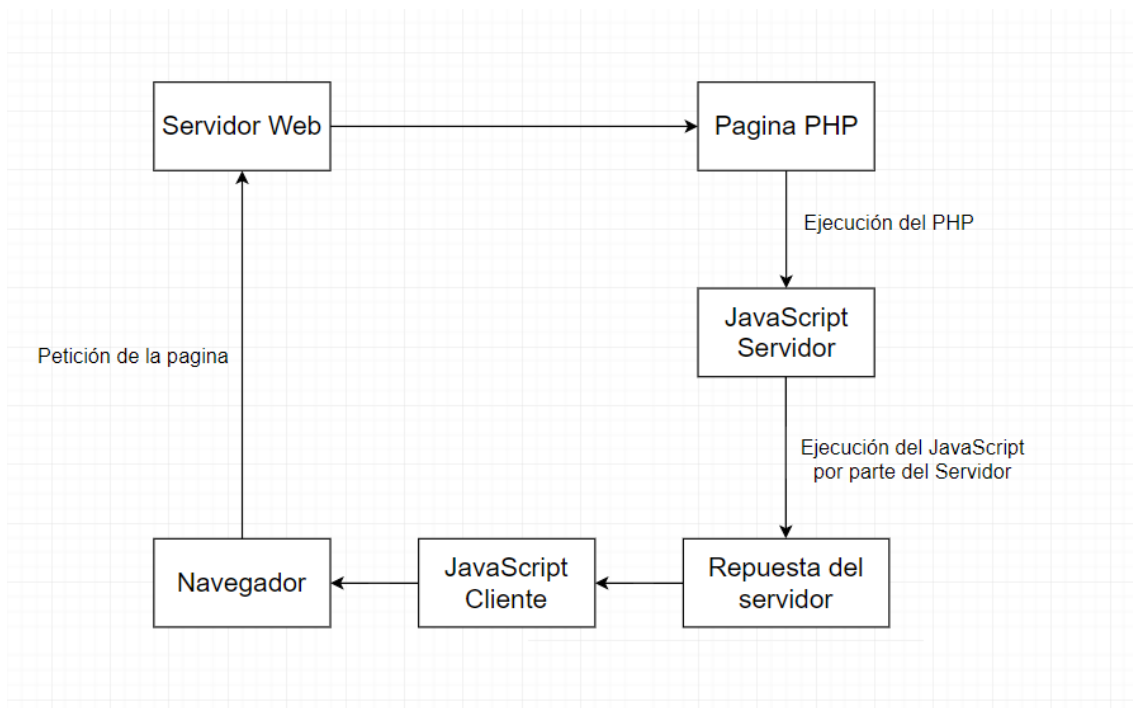 Servidor Web
Pagina PHP
Ejecución del PHP
JavaScript
Servidor
Petición de la pagina
Ejecución del JavaScript
por parte del Servidor
Navegador
JavaScript
Cliente
Repuesta del
servidor